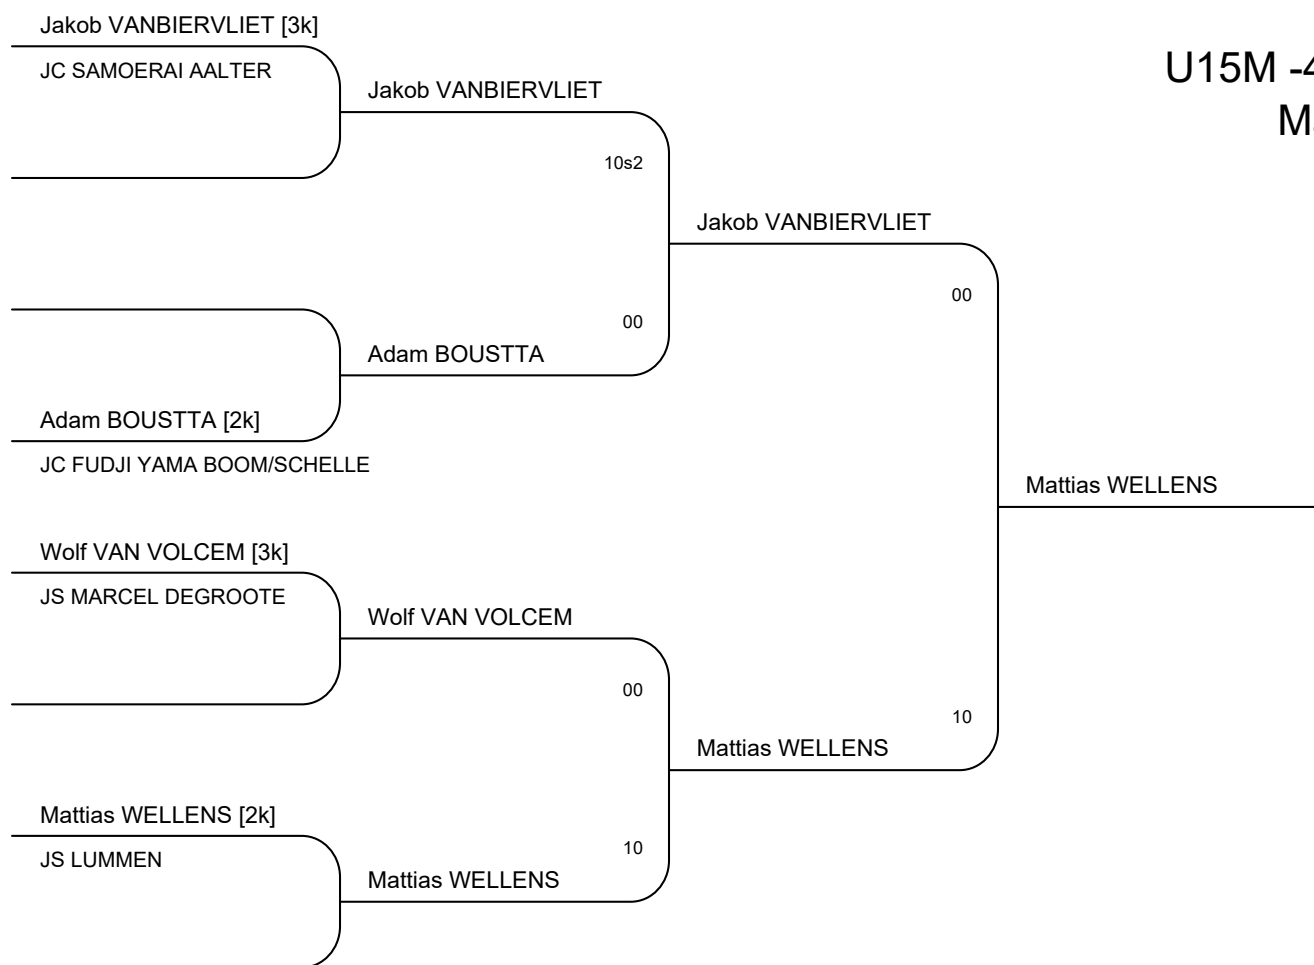 Jakob VANBIERVLIET [3k]
JC SAMOERAI AALTER
U15M -4
M
Jakob VANBIERVLIET
10s2
Jakob VANBIERVLIET
00
00
Adam BOUSTTA
Adam BOUSTTA [2k]
JC FUDJI YAMA BOOM/SCHELLE
Mattias WELLENS
Wolf VAN VOLCEM [3k]
JS MARCEL DEGROOTE
Wolf VAN VOLCEM
00
10
Mattias WELLENS
Mattias WELLENS [2k]
JS LUMMEN
10
Mattias WELLENS